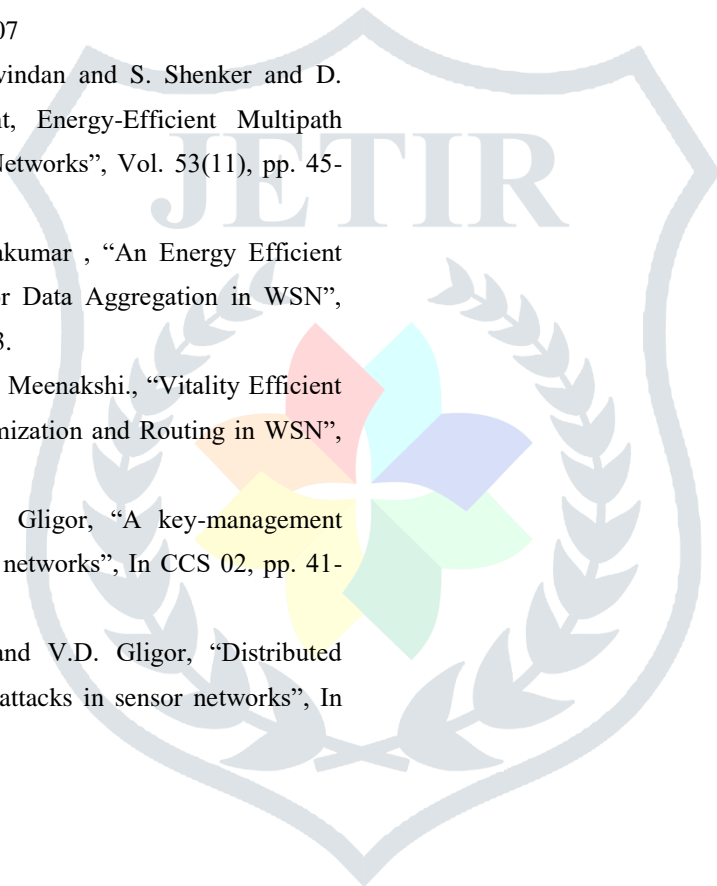 07
vindan and S. Shenker and D.
nt, Energy-Efficient Multipath
Networks”, Vol. 53(11), pp. 45-
JETIR
akumar , “An Energy Efficient
or Data Aggregation in WSN”,
3.
Meenakshi., “Vitality Efficient
mization and Routing in WSN”,
Gligor, “A key-management
networks”, In CCS 02, pp. 41-
and V.D. Gligor, “Distributed
attacks in sensor networks”, In